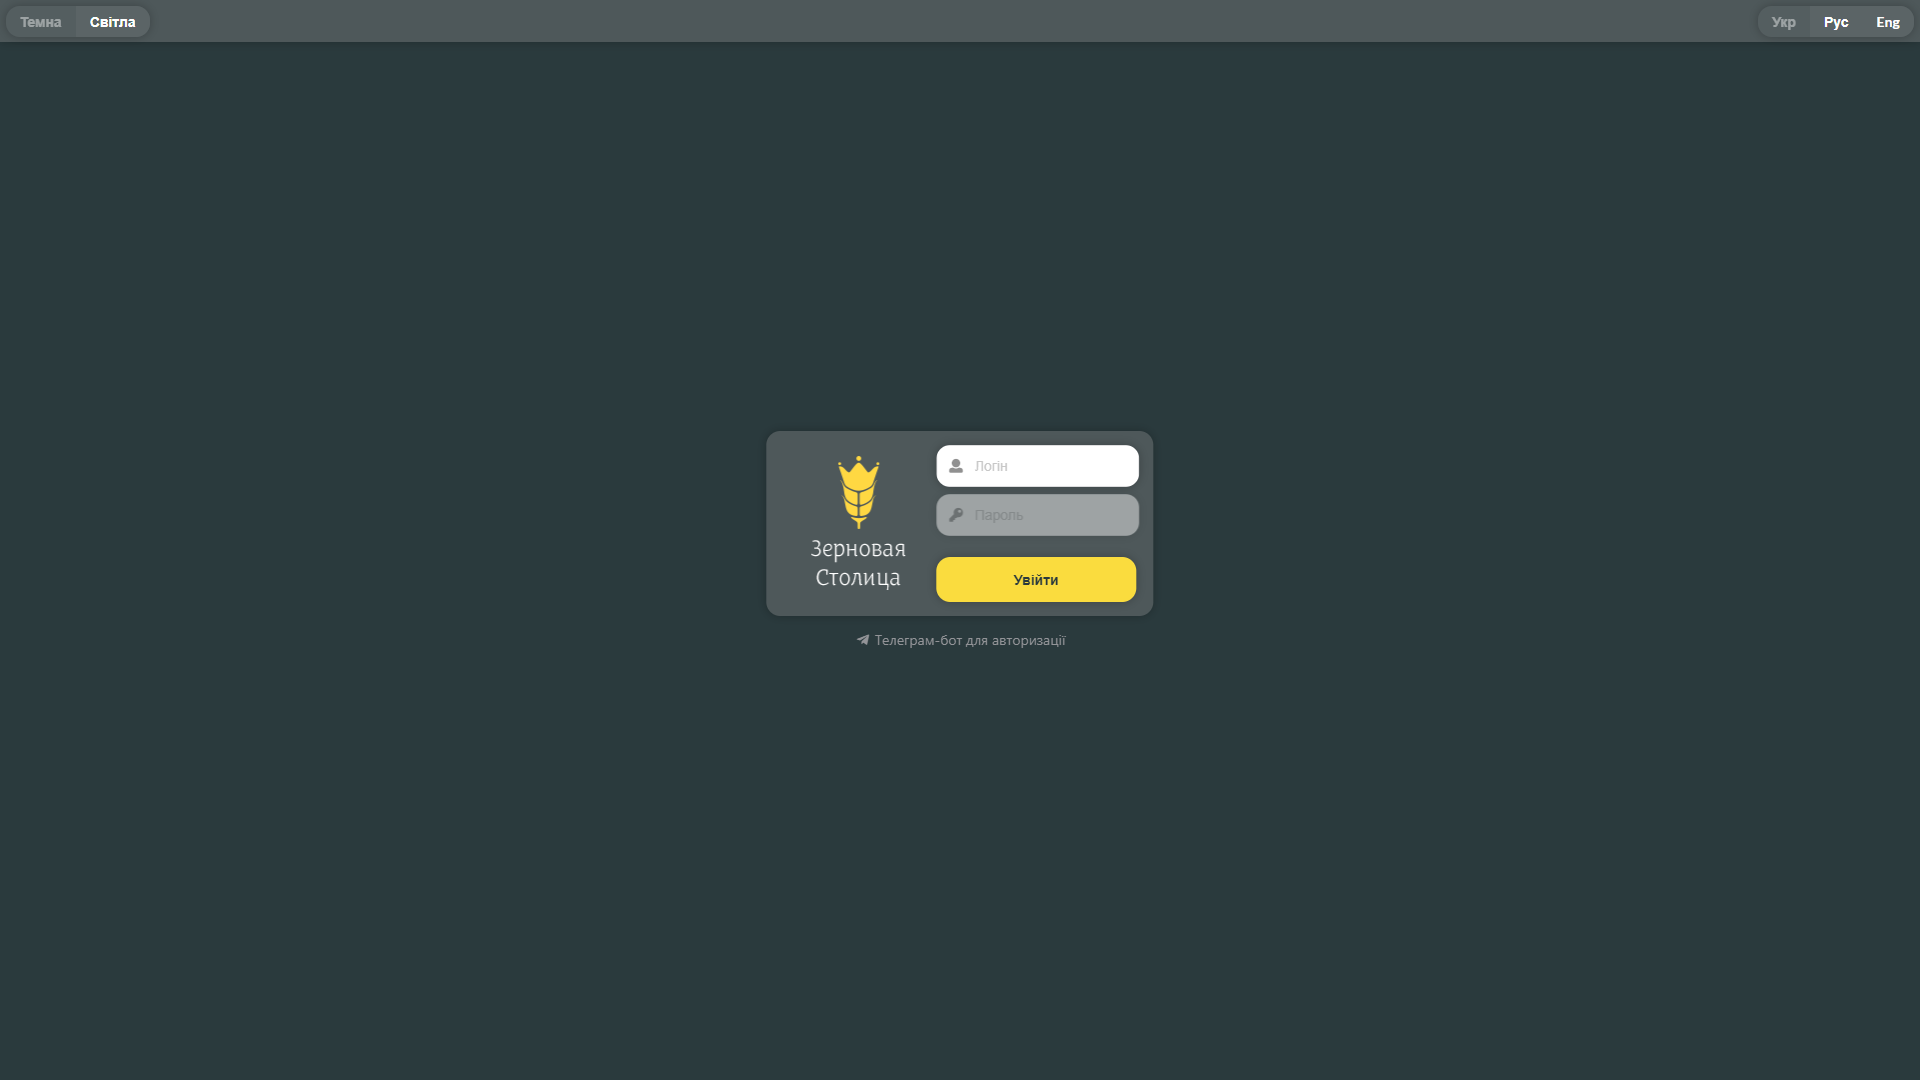 Темна Світла
Укр Рус Eng
Логін
Пароль
Зерновая
Столица
Увійти
Телеграм-бот для авторизації